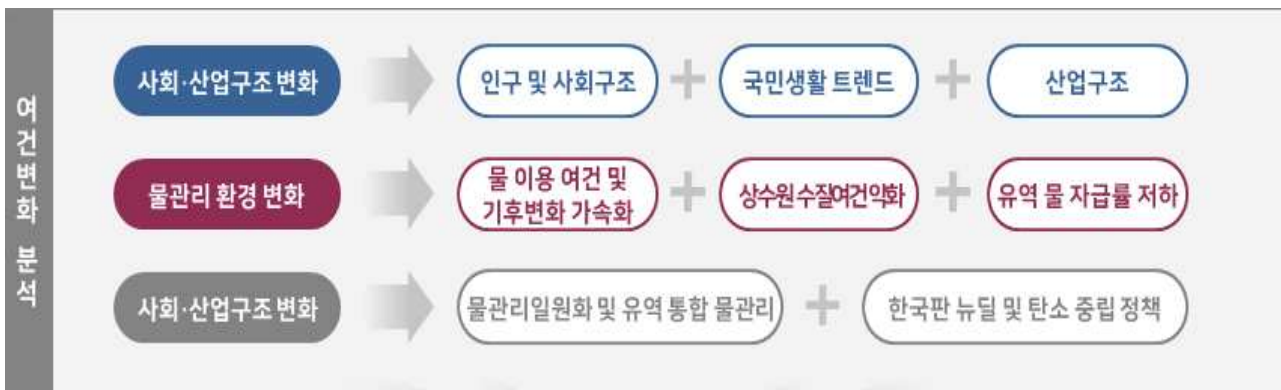 여건변화 분석
사회·산업구조 변화
인구 및 사회구조 + 국민생활 트렌드 + 산업구조
물관리 환경 변화
물 이용 여건 및
기후변화 가속화
+ 상수원 수질여건약화 + 유역 물 자급률 저하
사회·산업구조 변화
물관리일원화 및 유역 통합 물관리 + 한국판 뉴딜 및 탄소 중립 정책